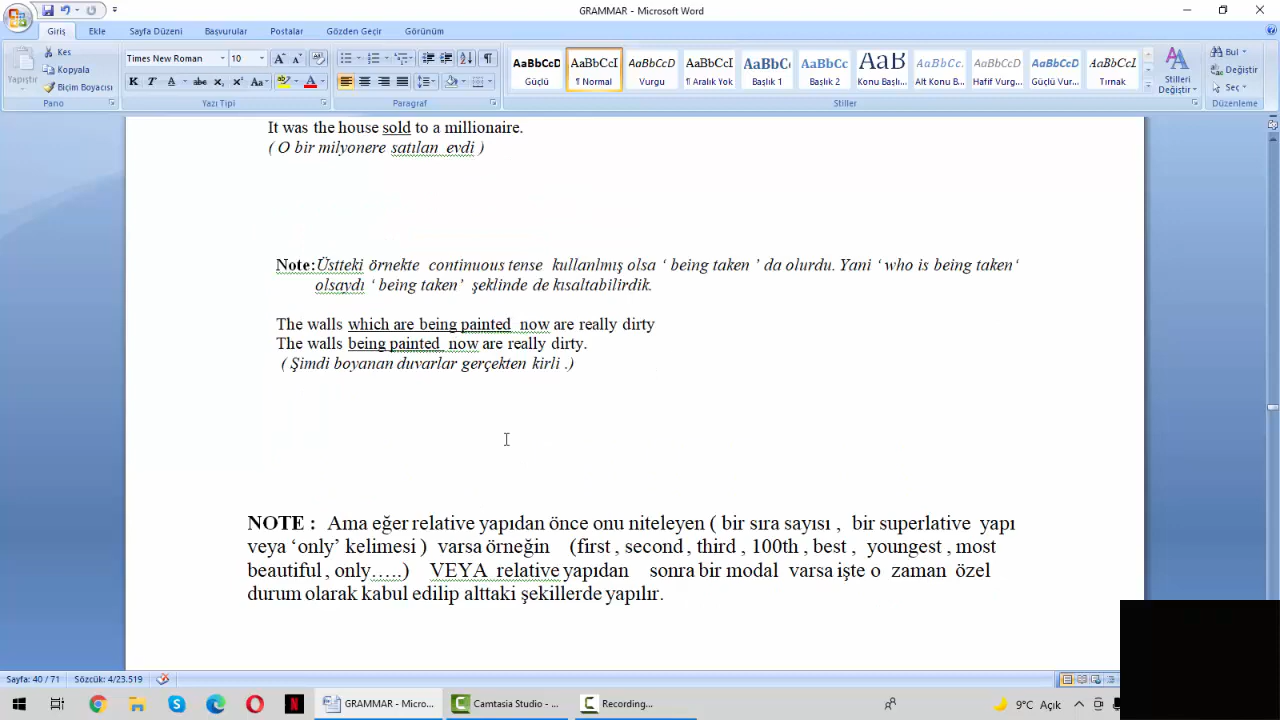 GRAMMAR - Microsoft Word
Giriş Ekle Sayfa Düzeni Başvurular Postalar Gözden Geçir Görünüm
Yapıştır
Kes
Kopyala
Biçim Boyacısı
Pano
Times New Roman 10
K T A abc x₂ x² Aa
Yazı Tipi
Paragraf
AaBbCcD AaBbCcI AaBbCcD AaBbCcI AaBbC AaBbCc AaB AaBbCc. AaBbCcD AaBbCcD AaBbCcI
Güçlü ¶ Normal Vurgu ¶ Aralık Yok Başlık 1 Başlık 2 Konu Başlı... Alt Konu B... Hafif Vurg... Güçlü Vur... Tırnak
Stiller
Stilleri Değiştir
Bul
Değiştir
Seç
Düzenleme
It was the house sold to a millionaire.
( O bir milyonere satılan evdi )
Note:Üstteki örnekte continuous tense kullanlmış olsa ‘ being taken ’ da olurdu. Yani ‘ who is being taken‘
olsaydı ‘ being taken’ şeklinde de kısaltabilirdik.
The walls which are being painted now are really dirty
The walls being painted now are really dirty.
( Şimdi boyanan duvarlar gerçekten kirli .)
NOTE : Ama eğer relative yapıdan önce onu niteleyen ( bir sıra sayısı , bir superlative yapı
veya ‘only’ kelimesi ) varsa örneğin (first , second , third , 100th , best , youngest , most
beautiful , only…..) VEYA relative yapıdan sonra bir modal varsa işte o zaman özel
durum olarak kabul edilip alttaki şekillerde yapılır.
Sayfa: 40 / 71 Sözcük: 4/23.519
GRAMMAR - Micro... Camtasia Studio - ... Recording... 9°C Açık